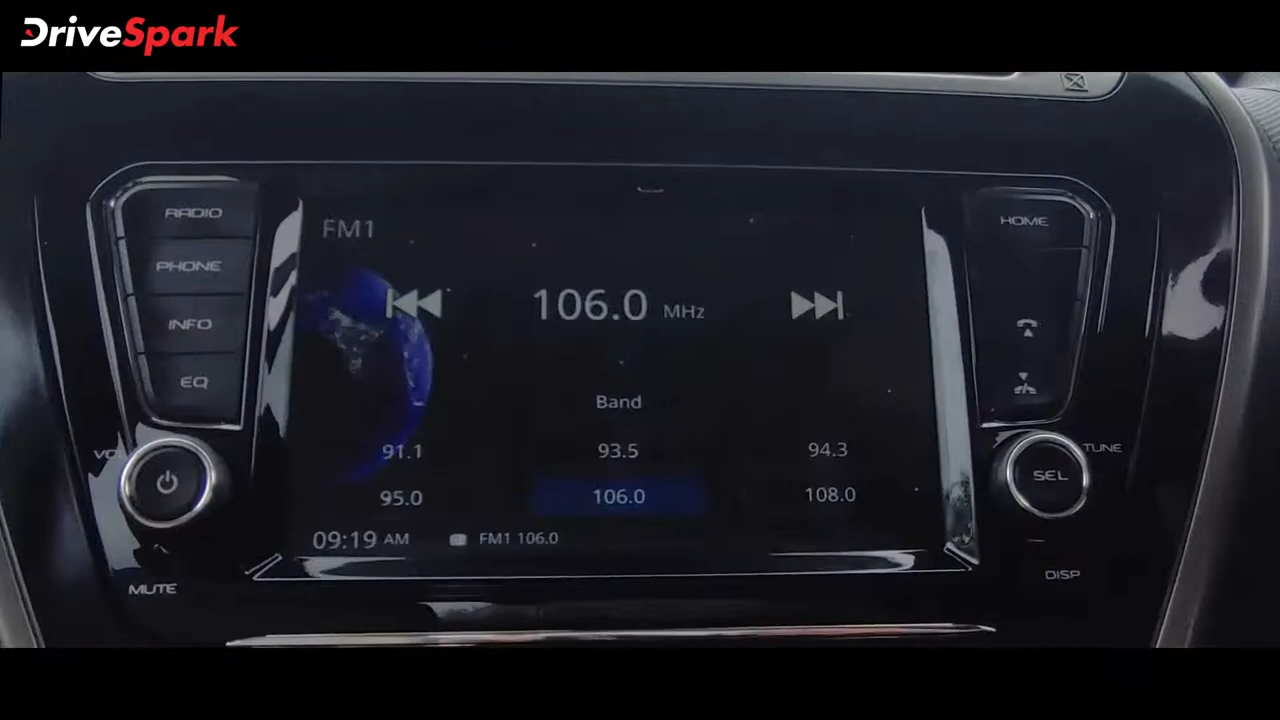 DriveSpark
RADIO
PHONE
INFO
EQ
VOL
MUTE
FM1
106.0 MHz
Band
91.1 93.5 94.3
95.0 106.0 108.0
09:19 AM FM1 106.0
HOME
TUNE
SEL
DISP